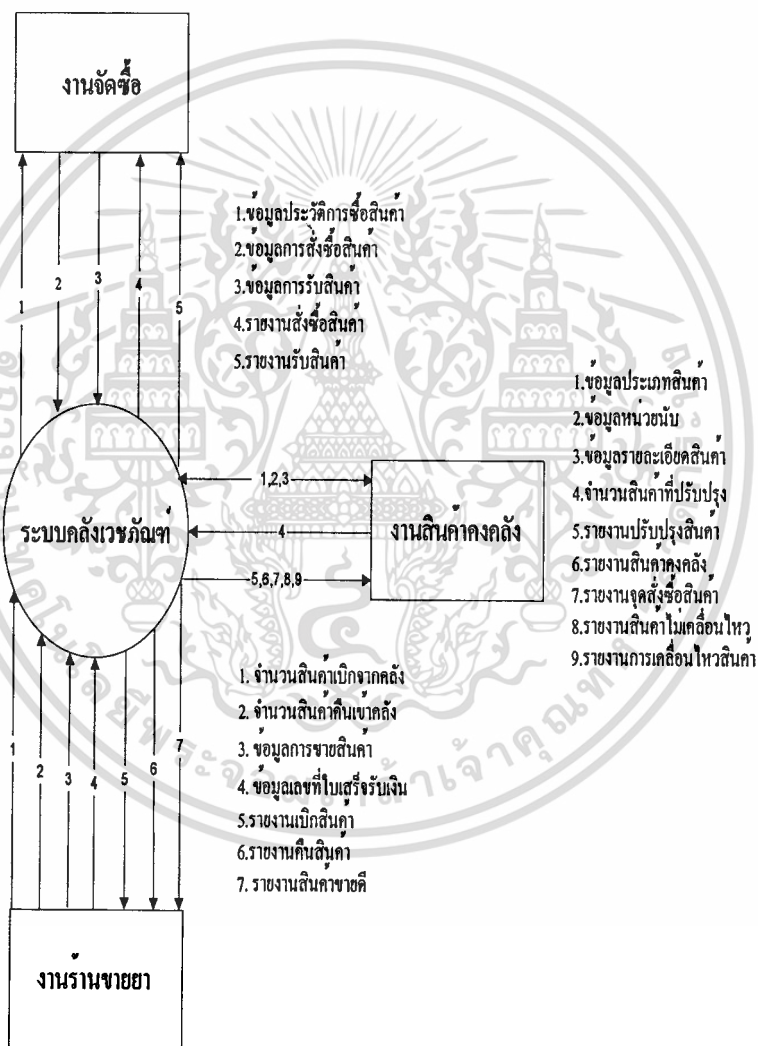 งานจัดซื้อ
1
2
3
4
5
1.ข้อมูลประวัติการซื้อสินค้า
2.ข้อมูลการสั่งซื้อสินค้า
3.ข้อมูลการรับสินค้า
4.รายงานสั่งซื้อสินค้า
5.รายงานรับสินค้า
ระบบคลังเวชภัณฑ์
1,2,3
4
5,6,7,8,9
งานสินค้าคงคลัง
1.ข้อมูลประเภทสินค้า
2.ข้อมูลหน่วยนับ
3.ข้อมูลรายละเอียดสินค้า
4.จำนวนสินค้าที่ปรับปรุง
5.รายงานปรับปรุงสินค้า
6.รายงานสินค้าคงคลัง
7.รายงานจุดสั่งซื้อสินค้า
8.รายงานสินค้าไม่เคลื่อนไหว
9.รายงานการเคลื่อนไหวสินค้า
1
2
3
4
5
6
7
1. จำนวนสินค้าเบิกจากคลัง
2. จำนวนสินค้าคืนเข้าคลัง
3. ข้อมูลการขายสินค้า
4. ข้อมูลเลขที่ใบเสร็จรับเงิน
5.รายงานเบิกสินค้า
6.รายงานคืนสินค้า
7. รายงานสินค้าขายดี
งานร้านขายยา